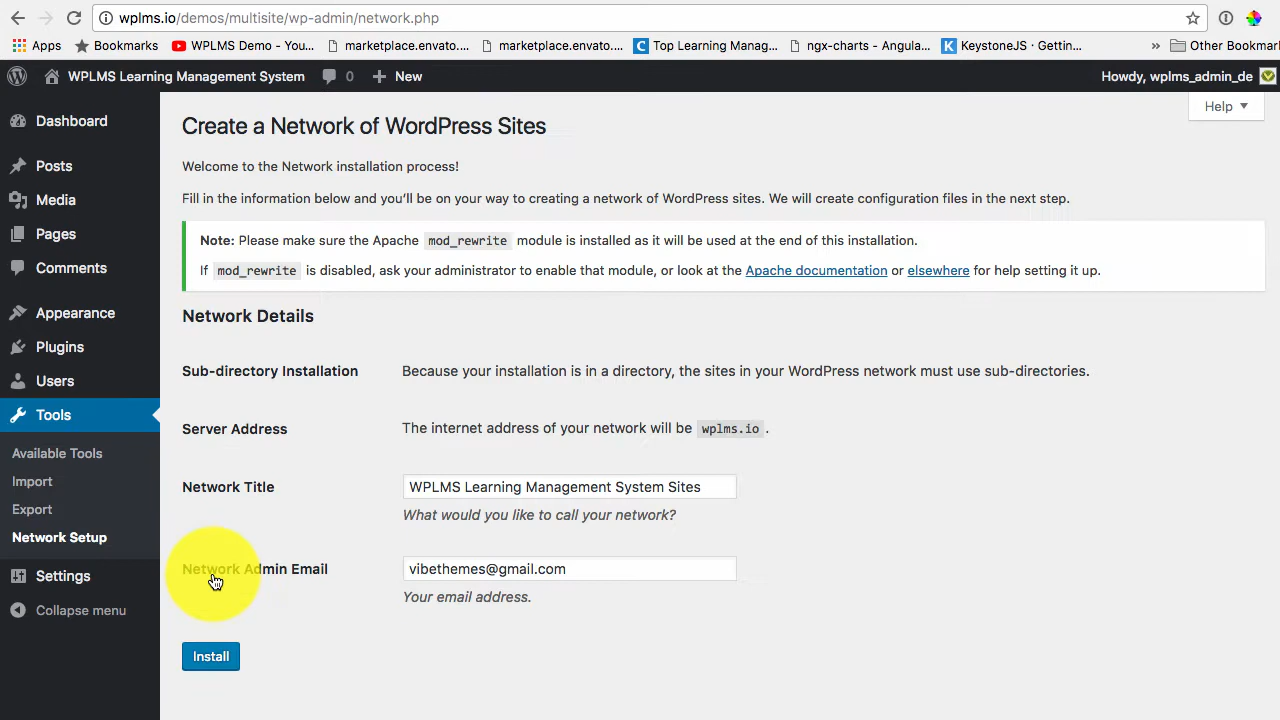 wplms.io/demos/multisite/wp-admin/network.php
Apps Bookmarks WPLMS Demo - You... marketplace.envato.... marketplace.envato.... Top Learning Manag... ngx-charts – Angula... K KeystoneJS · Gettin... » Other Bookmar
WPLMS Learning Management System 0 + New Howdy, wplms_admin_de
Help ▼
Dashboard
Posts
Media
Pages
Comments
Appearance
Plugins
Users
Tools
Available Tools
Import
Export
Network Setup
Settings
Collapse menu
Create a Network of WordPress Sites
Welcome to the Network installation process!
Fill in the information below and you’ll be on your way to creating a network of WordPress sites. We will create configuration files in the next step.
Note: Please make sure the Apache mod_rewrite module is installed as it will be used at the end of this installation.
If mod_rewrite is disabled, ask your administrator to enable that module, or look at the Apache documentation or elsewhere for help setting it up.
Network Details
Sub-directory Installation Because your installation is in a directory, the sites in your WordPress network must use sub-directories.
Server Address The internet address of your network will be wplms.io .
Network Title WPLMS Learning Management System Sites
What would you like to call your network?
Network Admin Email vibethemes@gmail.com
Your email address.
Install